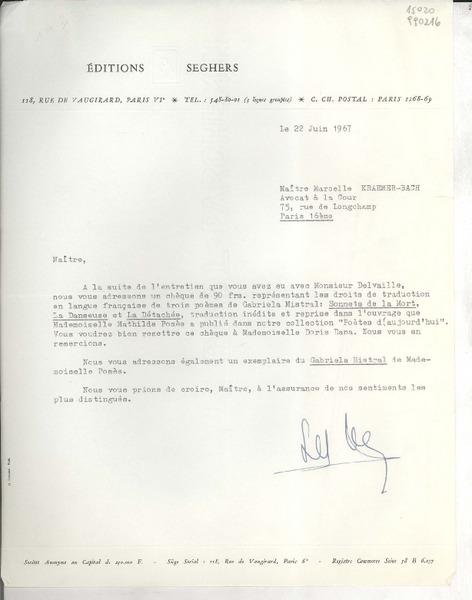 15020
990216
ÉDITIONS SEGHERS
118, RUE DE VAUGIRARD, PARIS VIe * TEL. : 548-80-01 (3 lignes groupées) * C. CH. POSTAL : PARIS 1268-69
Le 22 Juin 1967
Maître Marcelle KRAEMER-BACH
Avocat à la Cour
75, rue de Longchamp
Paris 16ème
Maître,
A la suite de l'entretien que vous avez eu avec Monsieur Delvaille,
nous vous adressons un chèque de 90 frs. représentant les droits de traduction
en langue française de trois poèmes de Gabriela Mistral: Sonnets de la Mort,
La Danseuse et La Détachée, traduction inédits et reprise dans l'ouvrage que
Mademoiselle Mathilde Pomès a publié dans notre collection "Poètes d'aujourd'hui".
Vous voudrez bien remettre ce chèque à Mademoiselle Doris Dana. Nous vous en
remercions.
Nous vous adressons également un exemplaire du Gabriela Mistral de Made-
moiselle Pomès.
Nous vous prions de croire, Maître, à l'assurance de nos sentiments les
plus distingués.
Société Anonyme au Capital de 240.000 F. - Siège Social : 118, Rue de Vaugirard, Paris 6e - Registre Commerce Seine 58 B 6.277